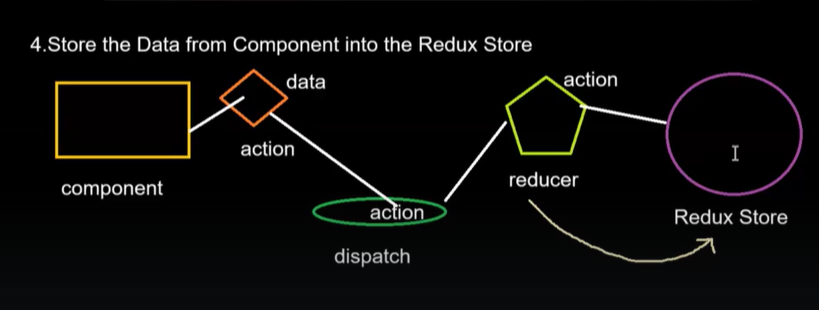 4.Store the Data from Component into the Redux Store
data
action
action
component
reducer
action
Redux Store
dispatch